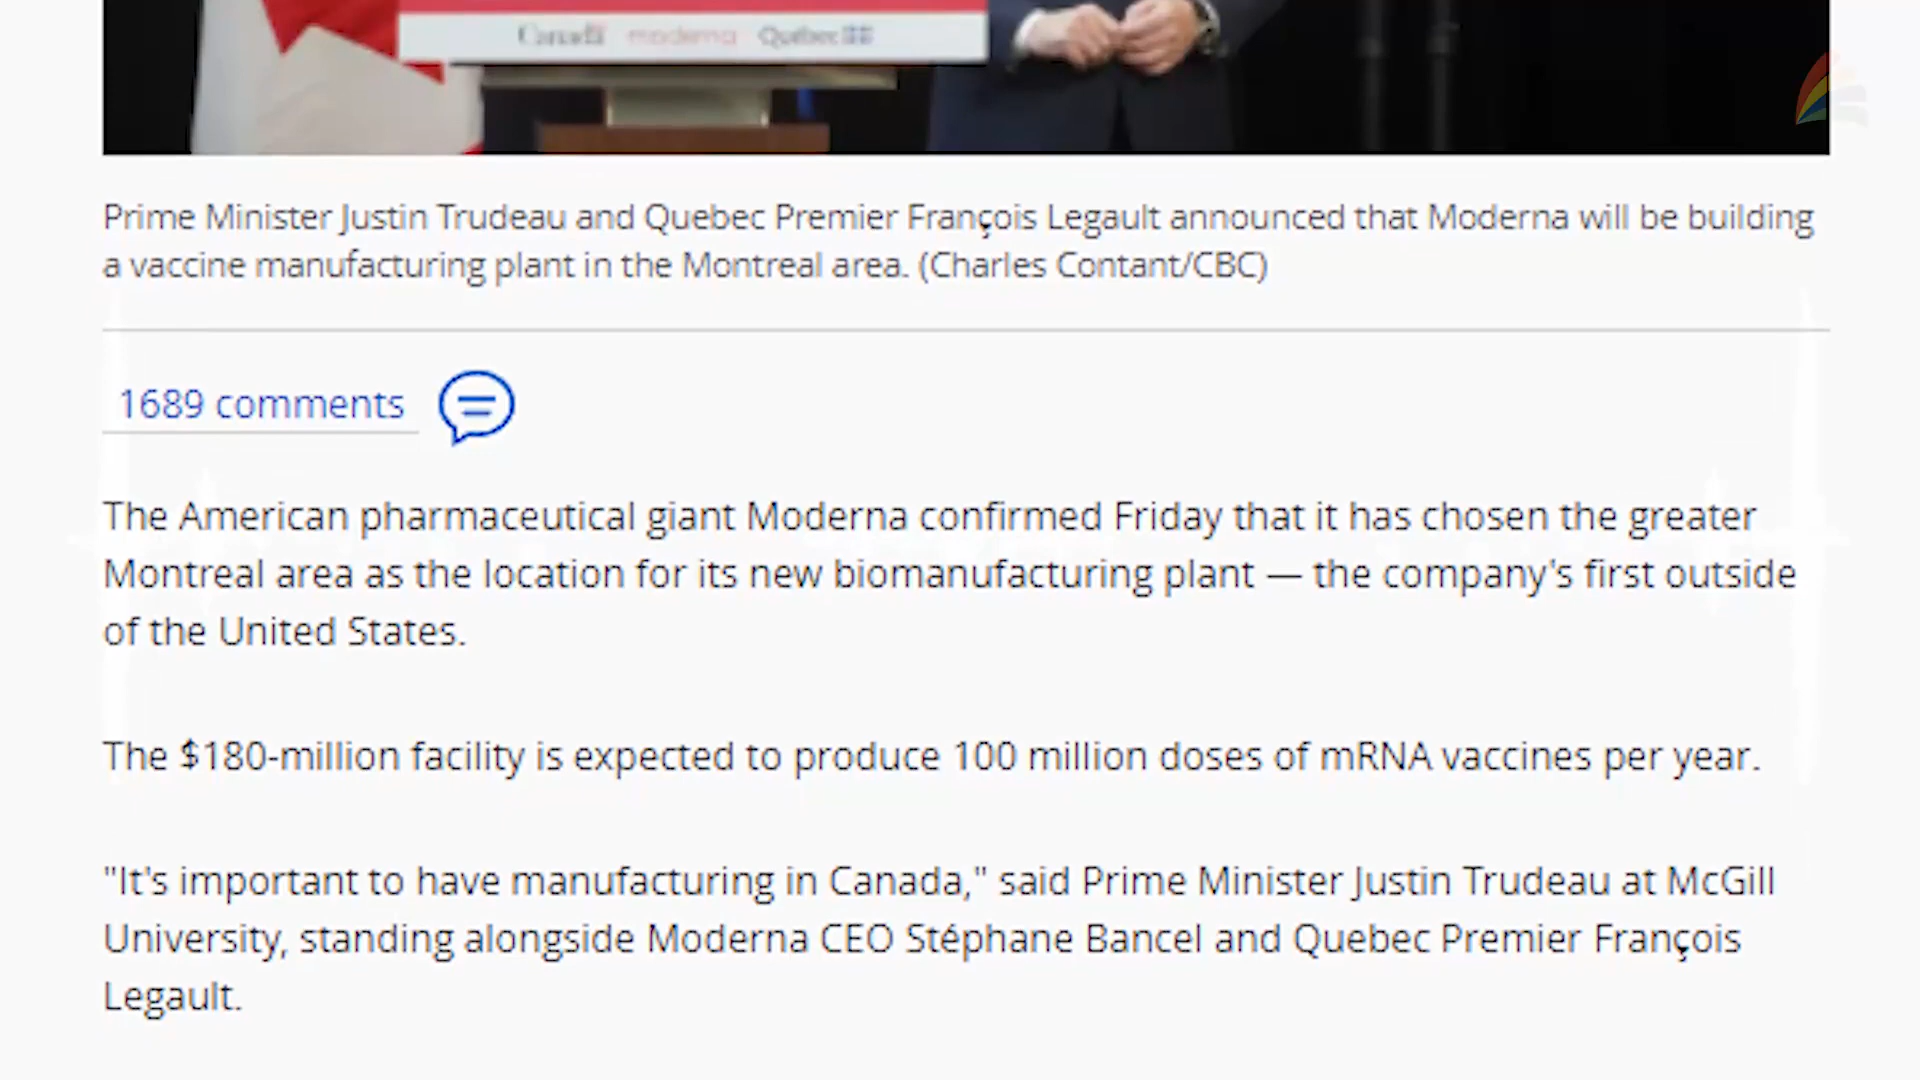 Canada moderna Québec
Prime Minister Justin Trudeau and Quebec Premier François Legault announced that Moderna will be building
a vaccine manufacturing plant in the Montreal area. (Charles Contant/CBC)
1689 comments
The American pharmaceutical giant Moderna confirmed Friday that it has chosen the greater
Montreal area as the location for its new biomanufacturing plant — the company's first outside
of the United States.
The $180-million facility is expected to produce 100 million doses of mRNA vaccines per year.
"It's important to have manufacturing in Canada," said Prime Minister Justin Trudeau at McGill
University, standing alongside Moderna CEO Stéphane Bancel and Quebec Premier François
Legault.